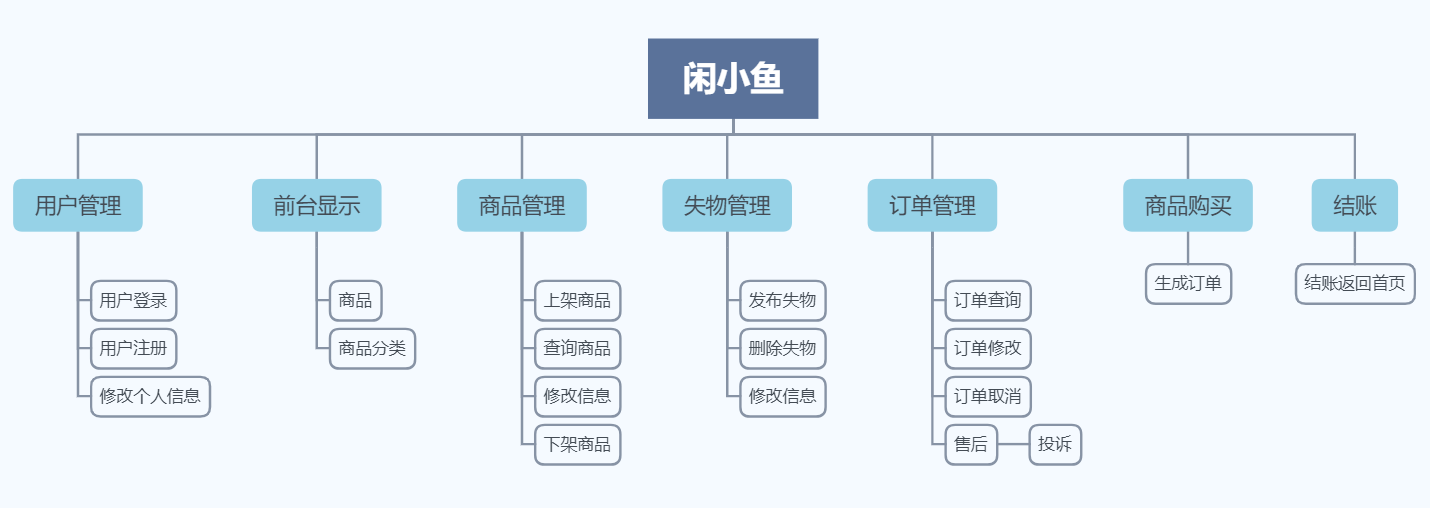 闲小鱼
用户管理
前台显示
商品管理
失物管理
订单管理
商品购买
结账
用户登录
用户注册
修改个人信息
商品
商品分类
上架商品
查询商品
修改信息
下架商品
发布失物
删除失物
修改信息
订单查询
订单修改
订单取消
售后
投诉
生成订单
结账返回首页